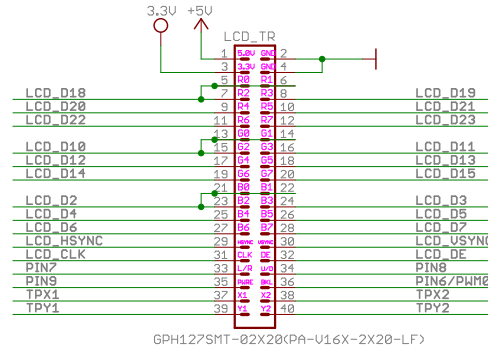 3.3V +5V
LCD_TR
1 5.0V GND 2
3 3.3V GND 4
5 R0 R1 6
LCD_D18 7 R2 R3 8 LCD_D19
LCD_D20 9 R4 R5 10 LCD_D21
LCD_D22 11 R6 R7 12 LCD_D23
13 G0 G1 14
LCD_D10 15 G2 G3 16 LCD_D11
LCD_D12 17 G4 G5 18 LCD_D13
LCD_D14 19 G6 G7 20 LCD_D15
21 B0 B1 22
LCD_D2 23 B2 B3 24 LCD_D3
LCD_D4 25 B4 B5 26 LCD_D5
LCD_D6 27 B6 B7 28 LCD_D7
LCD_HSYNC 29 HSYNC VSYNC 30 LCD_VSYNC
LCD_CLK 31 CLK DE 32 LCD_DE
PIN7 33 L/R U/D 34 PIN8
PIN9 35 PWRE BKL 36 PIN6/PWM0
TPX1 37 X1 X2 38 TPX2
TPY1 39 Y1 Y2 40 TPY2
GPH127SMT-02X20(PA-V16X-2X20-LF)